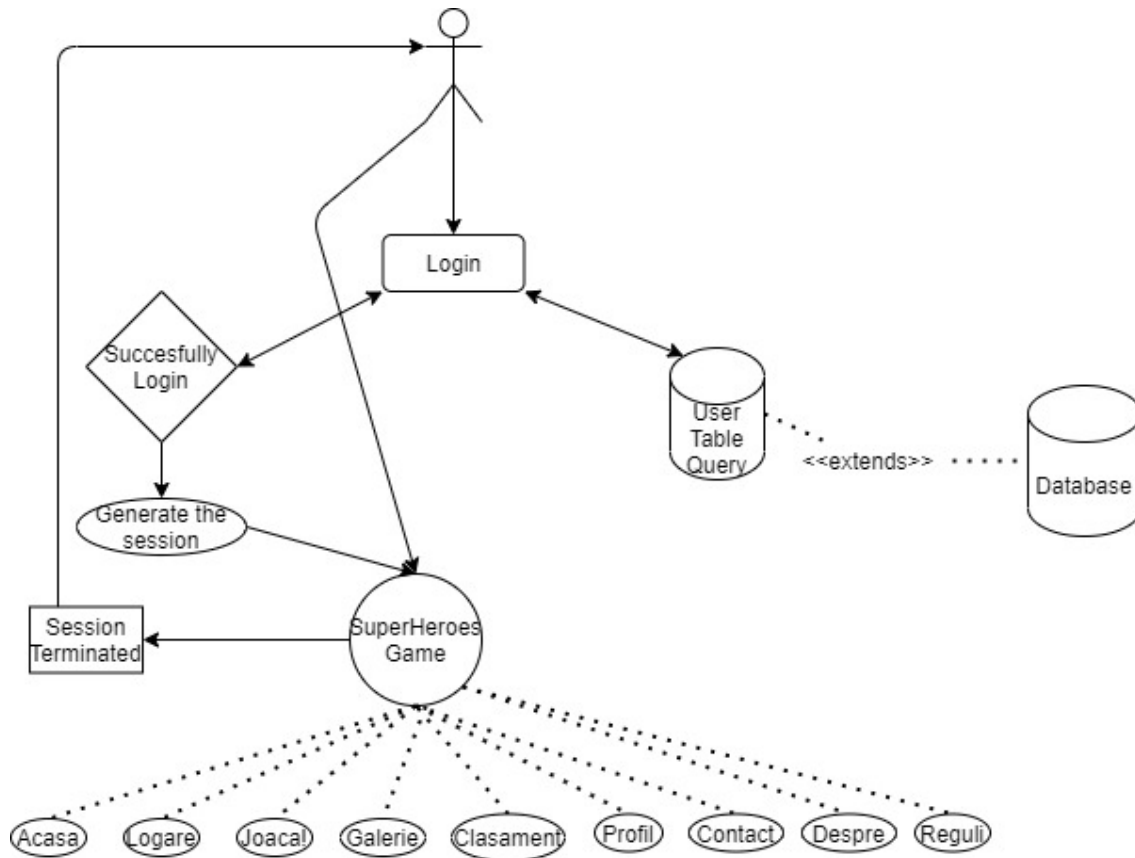 Login
Succesfully
Login
User
Table
Query
<<extends>>
Database
Generate the
session
Session
Terminated
SuperHeroes
Game
Acasa
Logare
Joaca!
Galerie
Clasament
Profil
Contact
Despre
Reguli